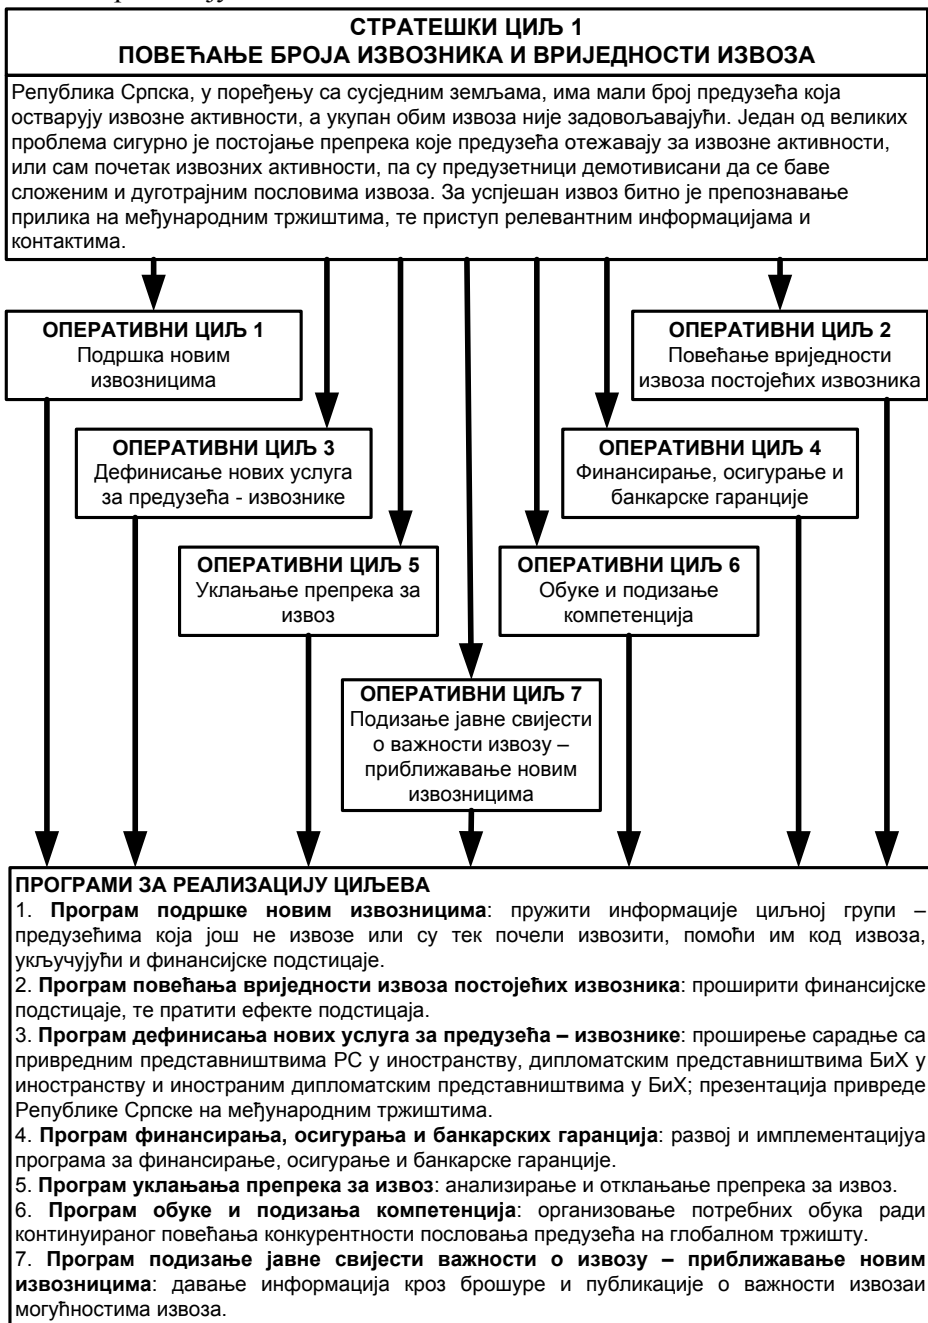 СТРАТЕШКИ ЦИЉ 1
ПОВЕЋАЊЕ БРОЈА ИЗВОЗНИКА И ВРИЈЕДНОСТИ ИЗВОЗА
Република Српска, у поређењу са сусједним земљама, има мали број предузећа која
остварују извозне активности, а укупан обим извоза није задовољавајући. Један од великих
проблема сигурно је постојање препрека које предузећа отежавају за извозне активности,
или сам почетак извозних активности, па су предузетници демотивисани да се баве
сложеним и дуготрајним пословима извоза. За успјешан извоз битно је препознавање
прилика на међународним тржиштима, те приступ релевантним информацијама и
контактима.
ОПЕРАТИВНИ ЦИЉ 1
Подршка новим
извозницима
ОПЕРАТИВНИ ЦИЉ 2
Повећање вриједности
извоза постојећих извозника
ОПЕРАТИВНИ ЦИЉ 3
Дефинисање нових услуга
за предузећа - извознике
ОПЕРАТИВНИ ЦИЉ 4
Финансирање, осигурање и
банкарске гаранције
ОПЕРАТИВНИ ЦИЉ 5
Уклањање препрека за
извоз
ОПЕРАТИВНИ ЦИЉ 6
Обуке и подизање
компетенција
ОПЕРАТИВНИ ЦИЉ 7
Подизање јавне свијести
о важности извозу –
приближавање новим
извозницима
ПРОГРАМИ ЗА РЕАЛИЗАЦИЈУ ЦИЉЕВА
1. Програм подршке новим извозницима: пружити информације циљној групи –
предузећима која још не извозе или су тек почели извозити, помоћи им код извоза,
укључујући и финансијске подстицаје.
2. Програм повећања вриједности извоза постојећих извозника: проширити финансијске
подстицаје, те пратити ефекте подстицаја.
3. Програм дефинисања нових услуга за предузећа – извознике: проширење сарадње са
привредним представништвима РС у иностранству, дипломатским представништвима БиХ у
иностранству и иностраним дипломатским представништвима у БиХ; презентација привреде
Републике Српске на међународним тржиштима.
4. Програм финансирања, осигурања и банкарских гаранција: развој и имплементацијуа
програма за финансирање, осигурање и банкарске гаранције.
5. Програм уклањања препрека за извоз: анализирање и отклањање препрека за извоз.
6. Програм обуке и подизања компетенција: организовање потребних обука ради
континуираног повећања конкурентности пословања предузећа на глобалном тржишту.
7. Програм подизање јавне свијести важности о извозу – приближавање новим
извозницима: давање информација кроз брошуре и публикације о важности извозаи
могућностима извоза.